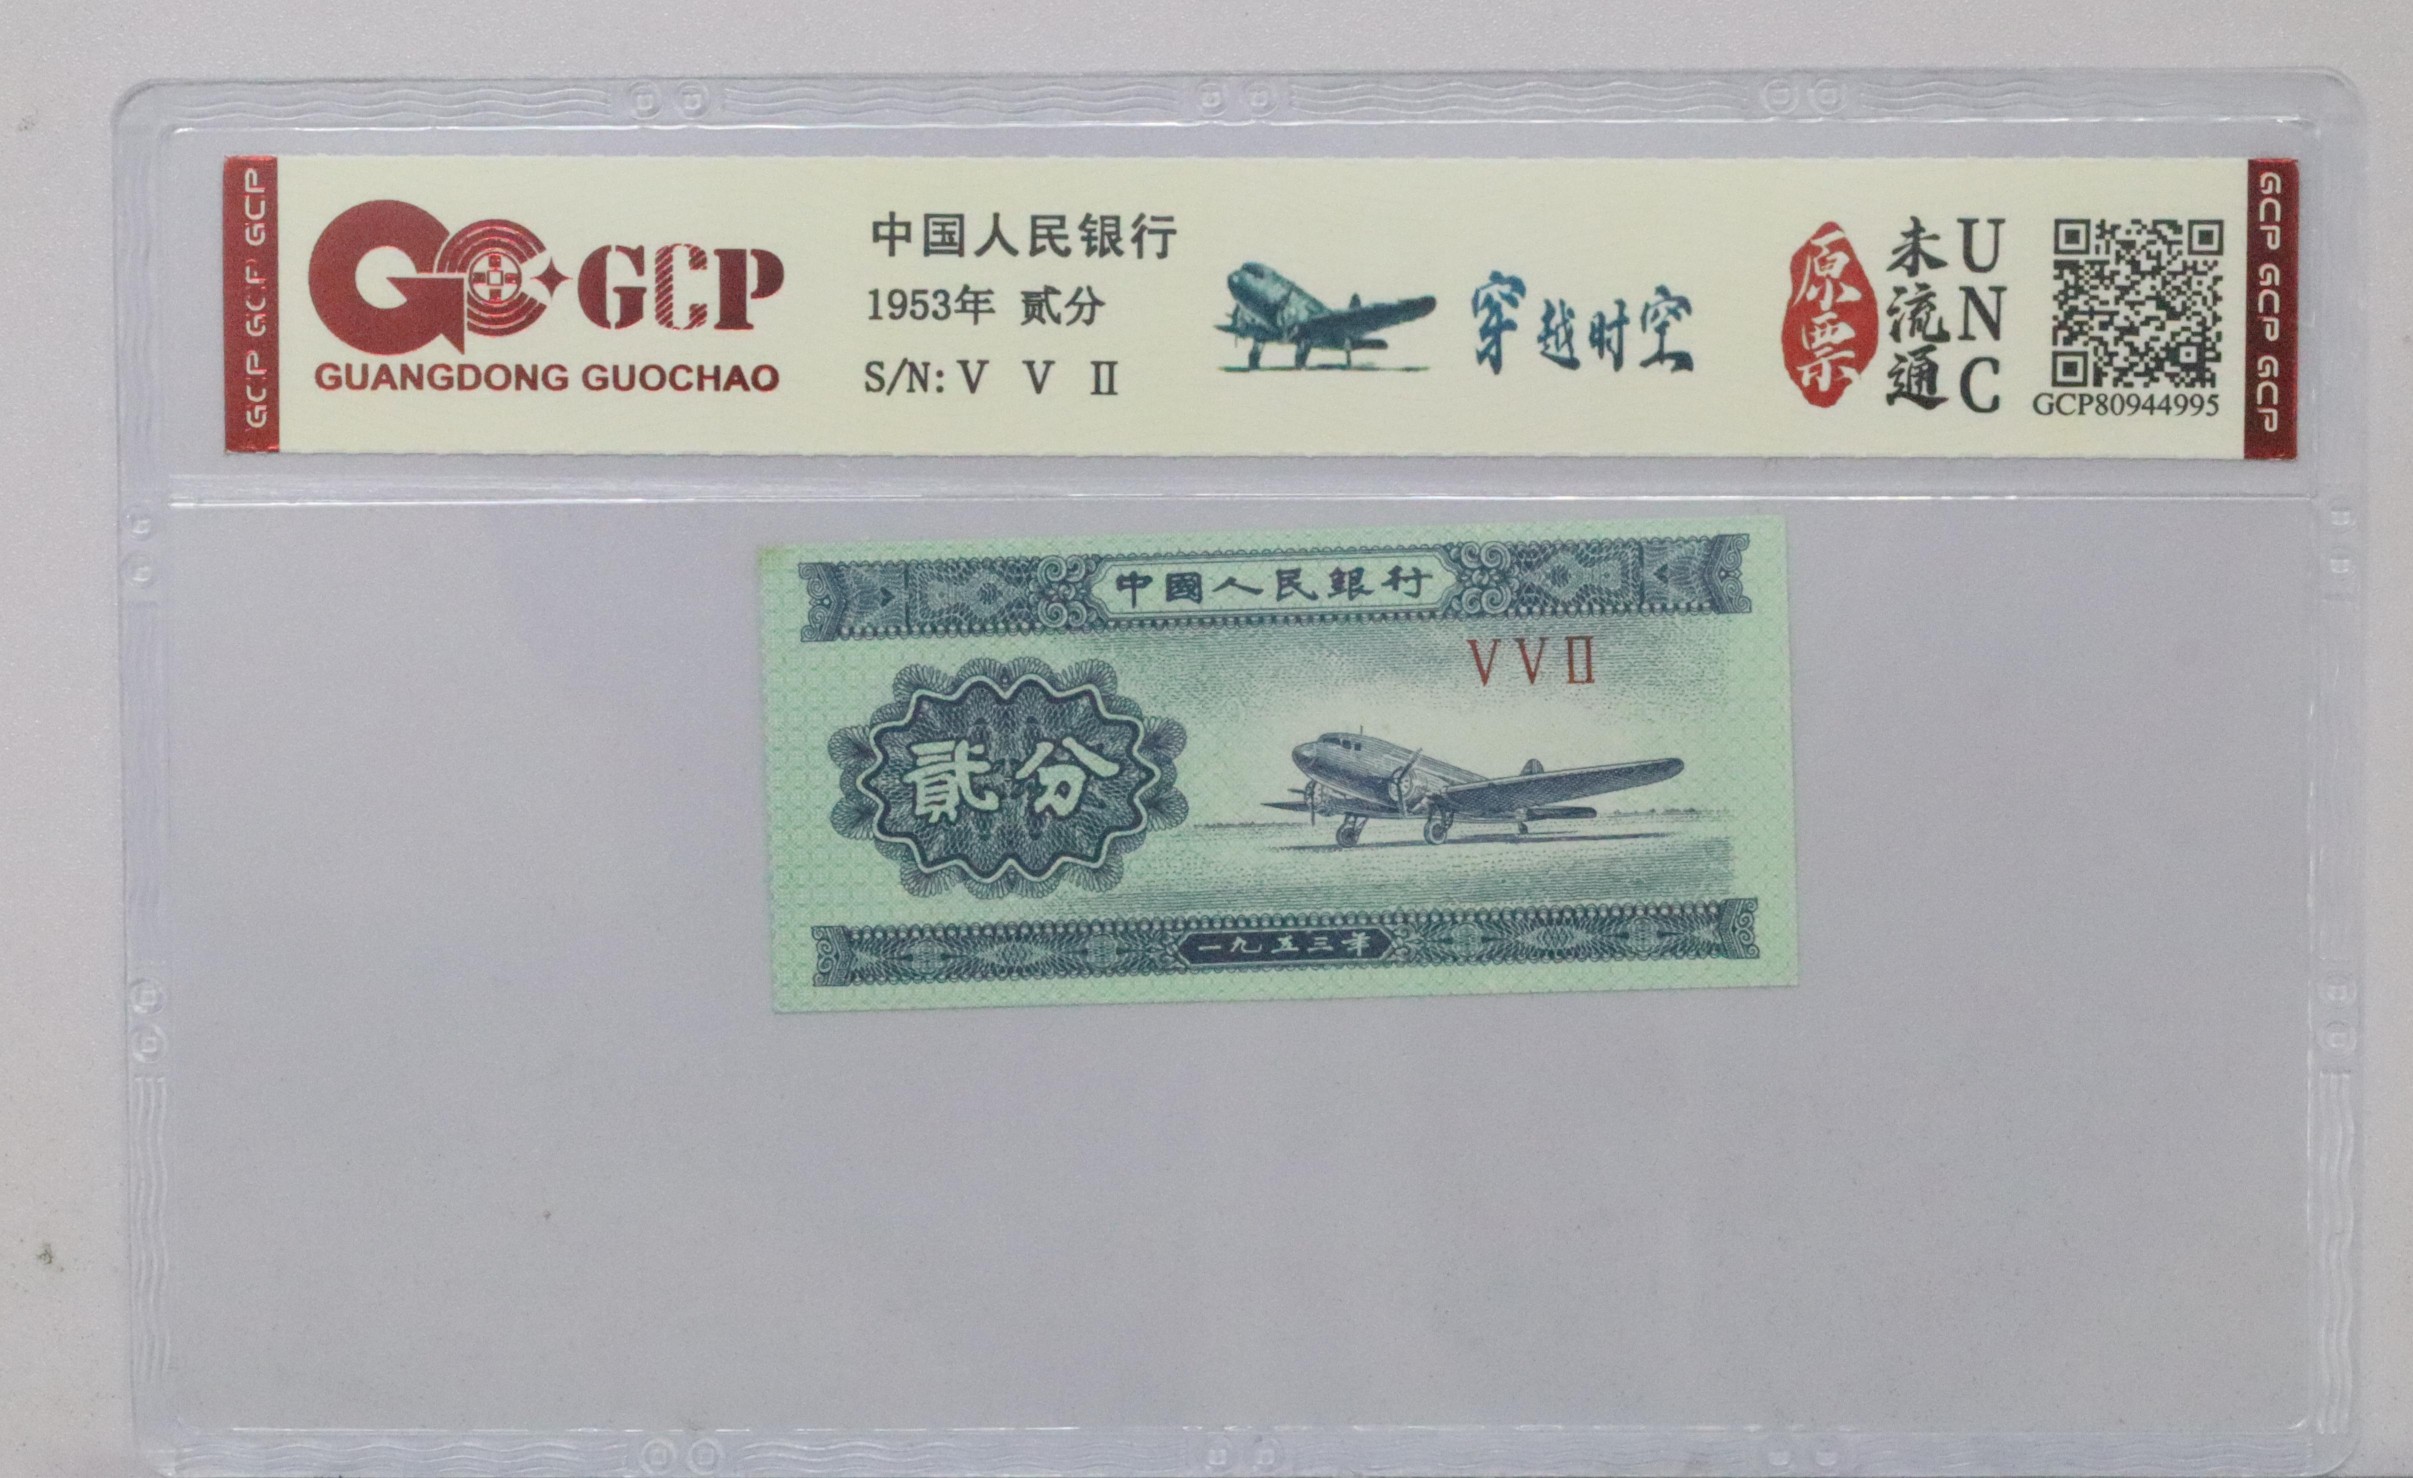 GCP GCP GCP
GCP
GUANGDONG GUOCHAO
中国人民银行
1953年 贰分
S/N: V V II
穿越时空
原票
未流通
UNC
GCP80944995
GCP GCP GCP
中國人民銀行
V V II
貳分
一九五三年